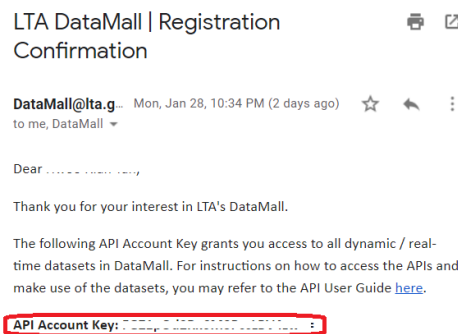 LTA DataMall | Registration
Confirmation
DataMall@lta.g... Mon, Jan 28, 10:34 PM (2 days ago)
to me, DataMall
Dear
Thank you for your interest in LTA's DataMall.
The following API Account Key grants you access to all dynamic / real-
time datasets in DataMall. For instructions on how to access the APIs and
make use of the datasets, you may refer to the API User Guide here.
API Account Key: